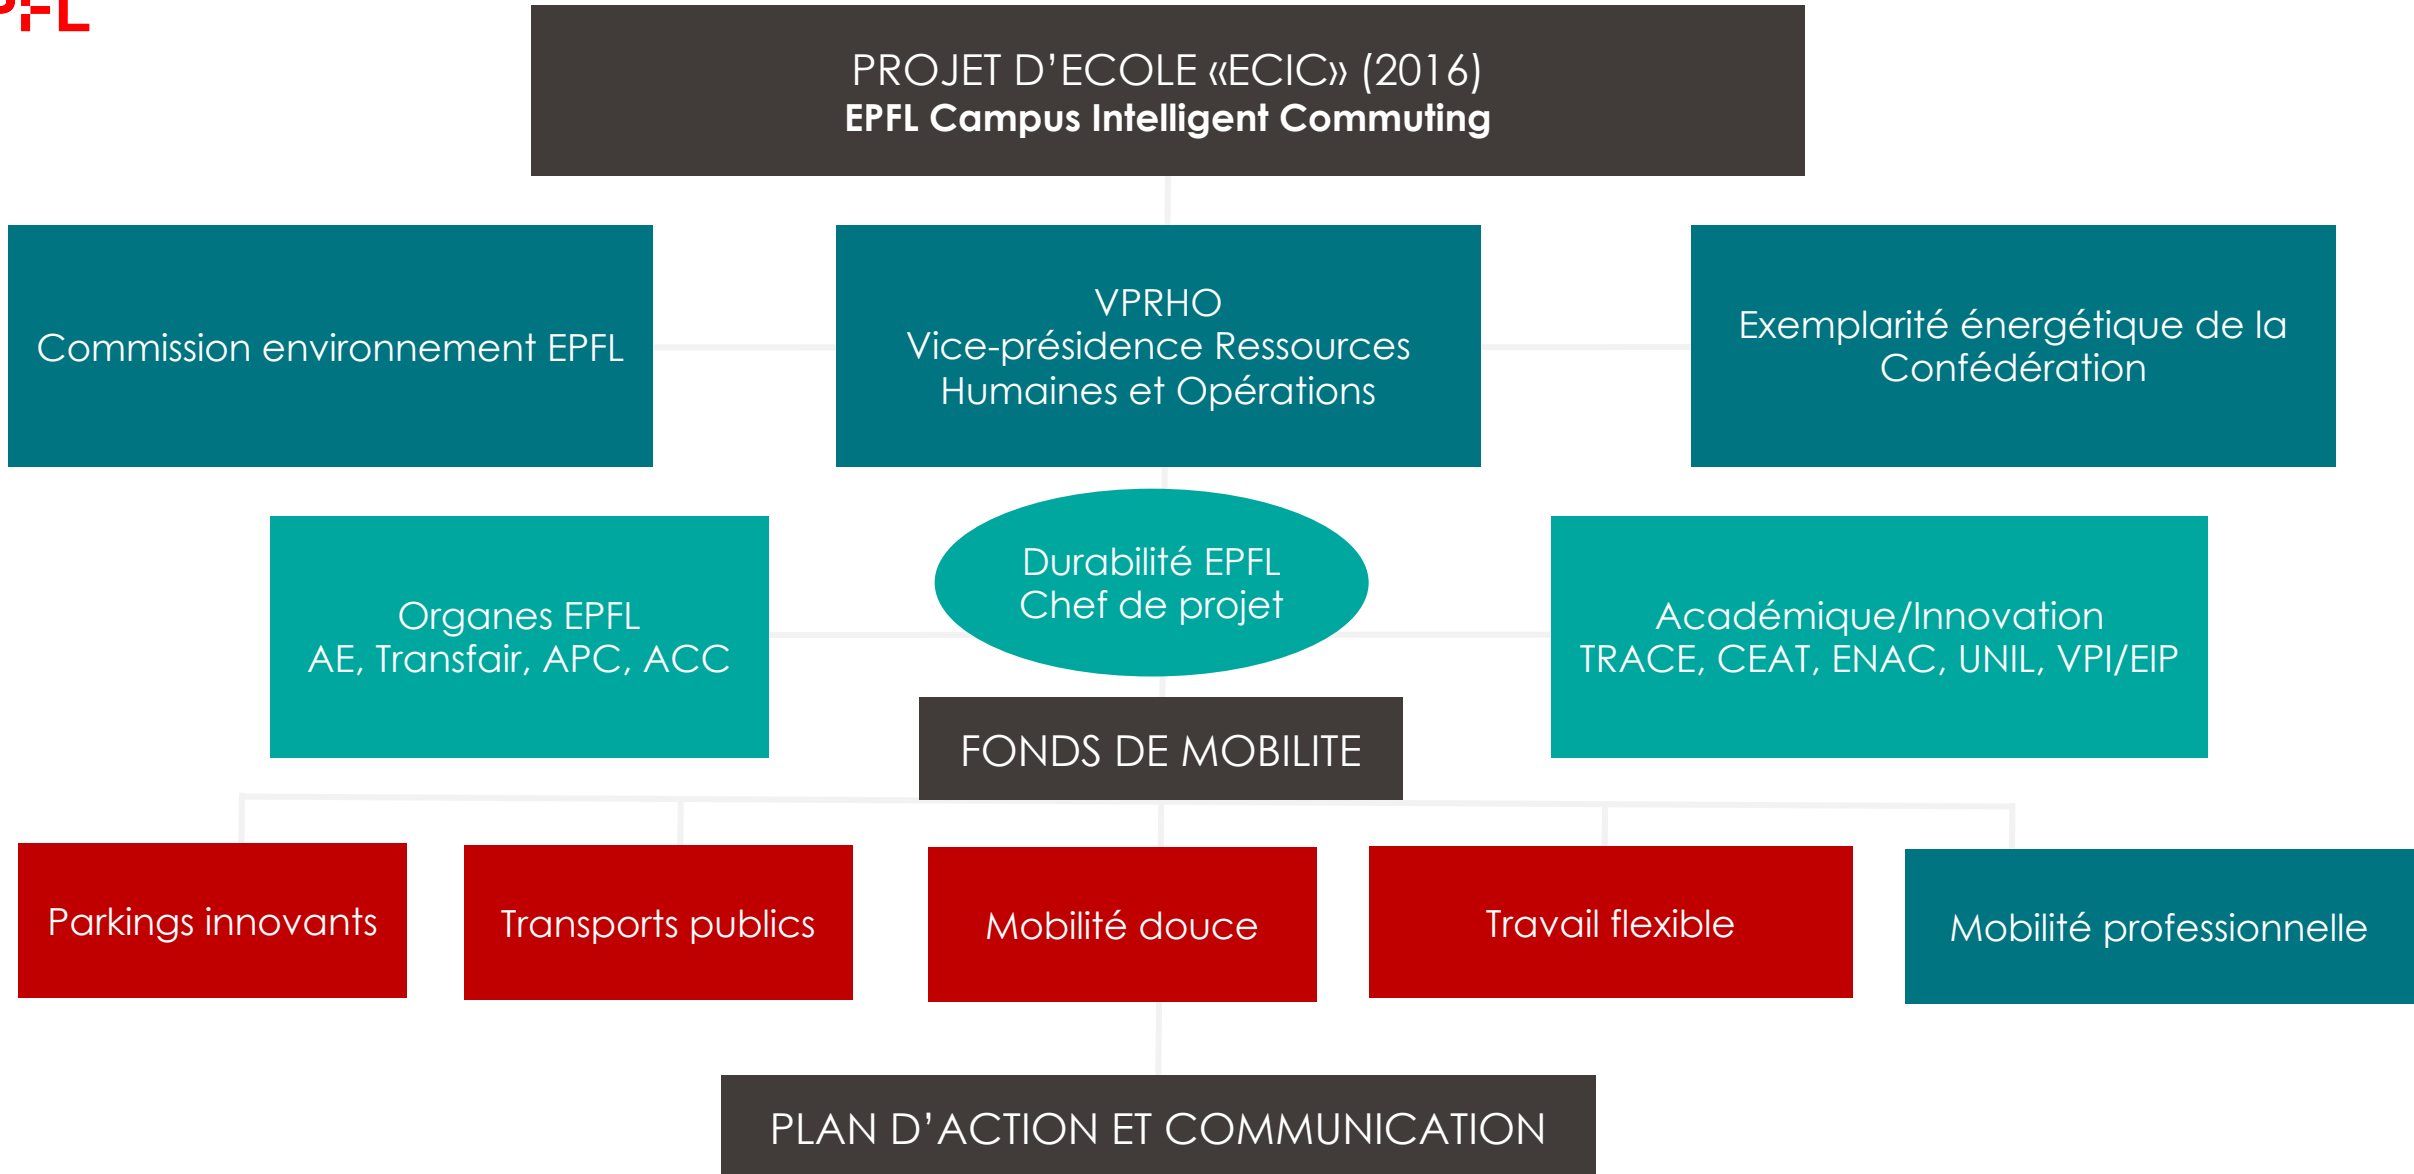 EPFL
PROJET D’ECOLE «ECIC» (2016)
EPFL Campus Intelligent Commuting
Commission environnement EPFL
VPRHO
Vice-présidence Ressources
Humaines et Opérations
Exemplarité énergétique de la
Confédération
Organes EPFL
AE, Transfair, APC, ACC
Durabilité EPFL
Chef de projet
Académique/Innovation
TRACE, CEAT, ENAC, UNIL, VPI/EIP
FONDS DE MOBILITE
Parkings innovants
Transports publics
Mobilité douce
Travail flexible
Mobilité professionnelle
PLAN D’ACTION ET COMMUNICATION